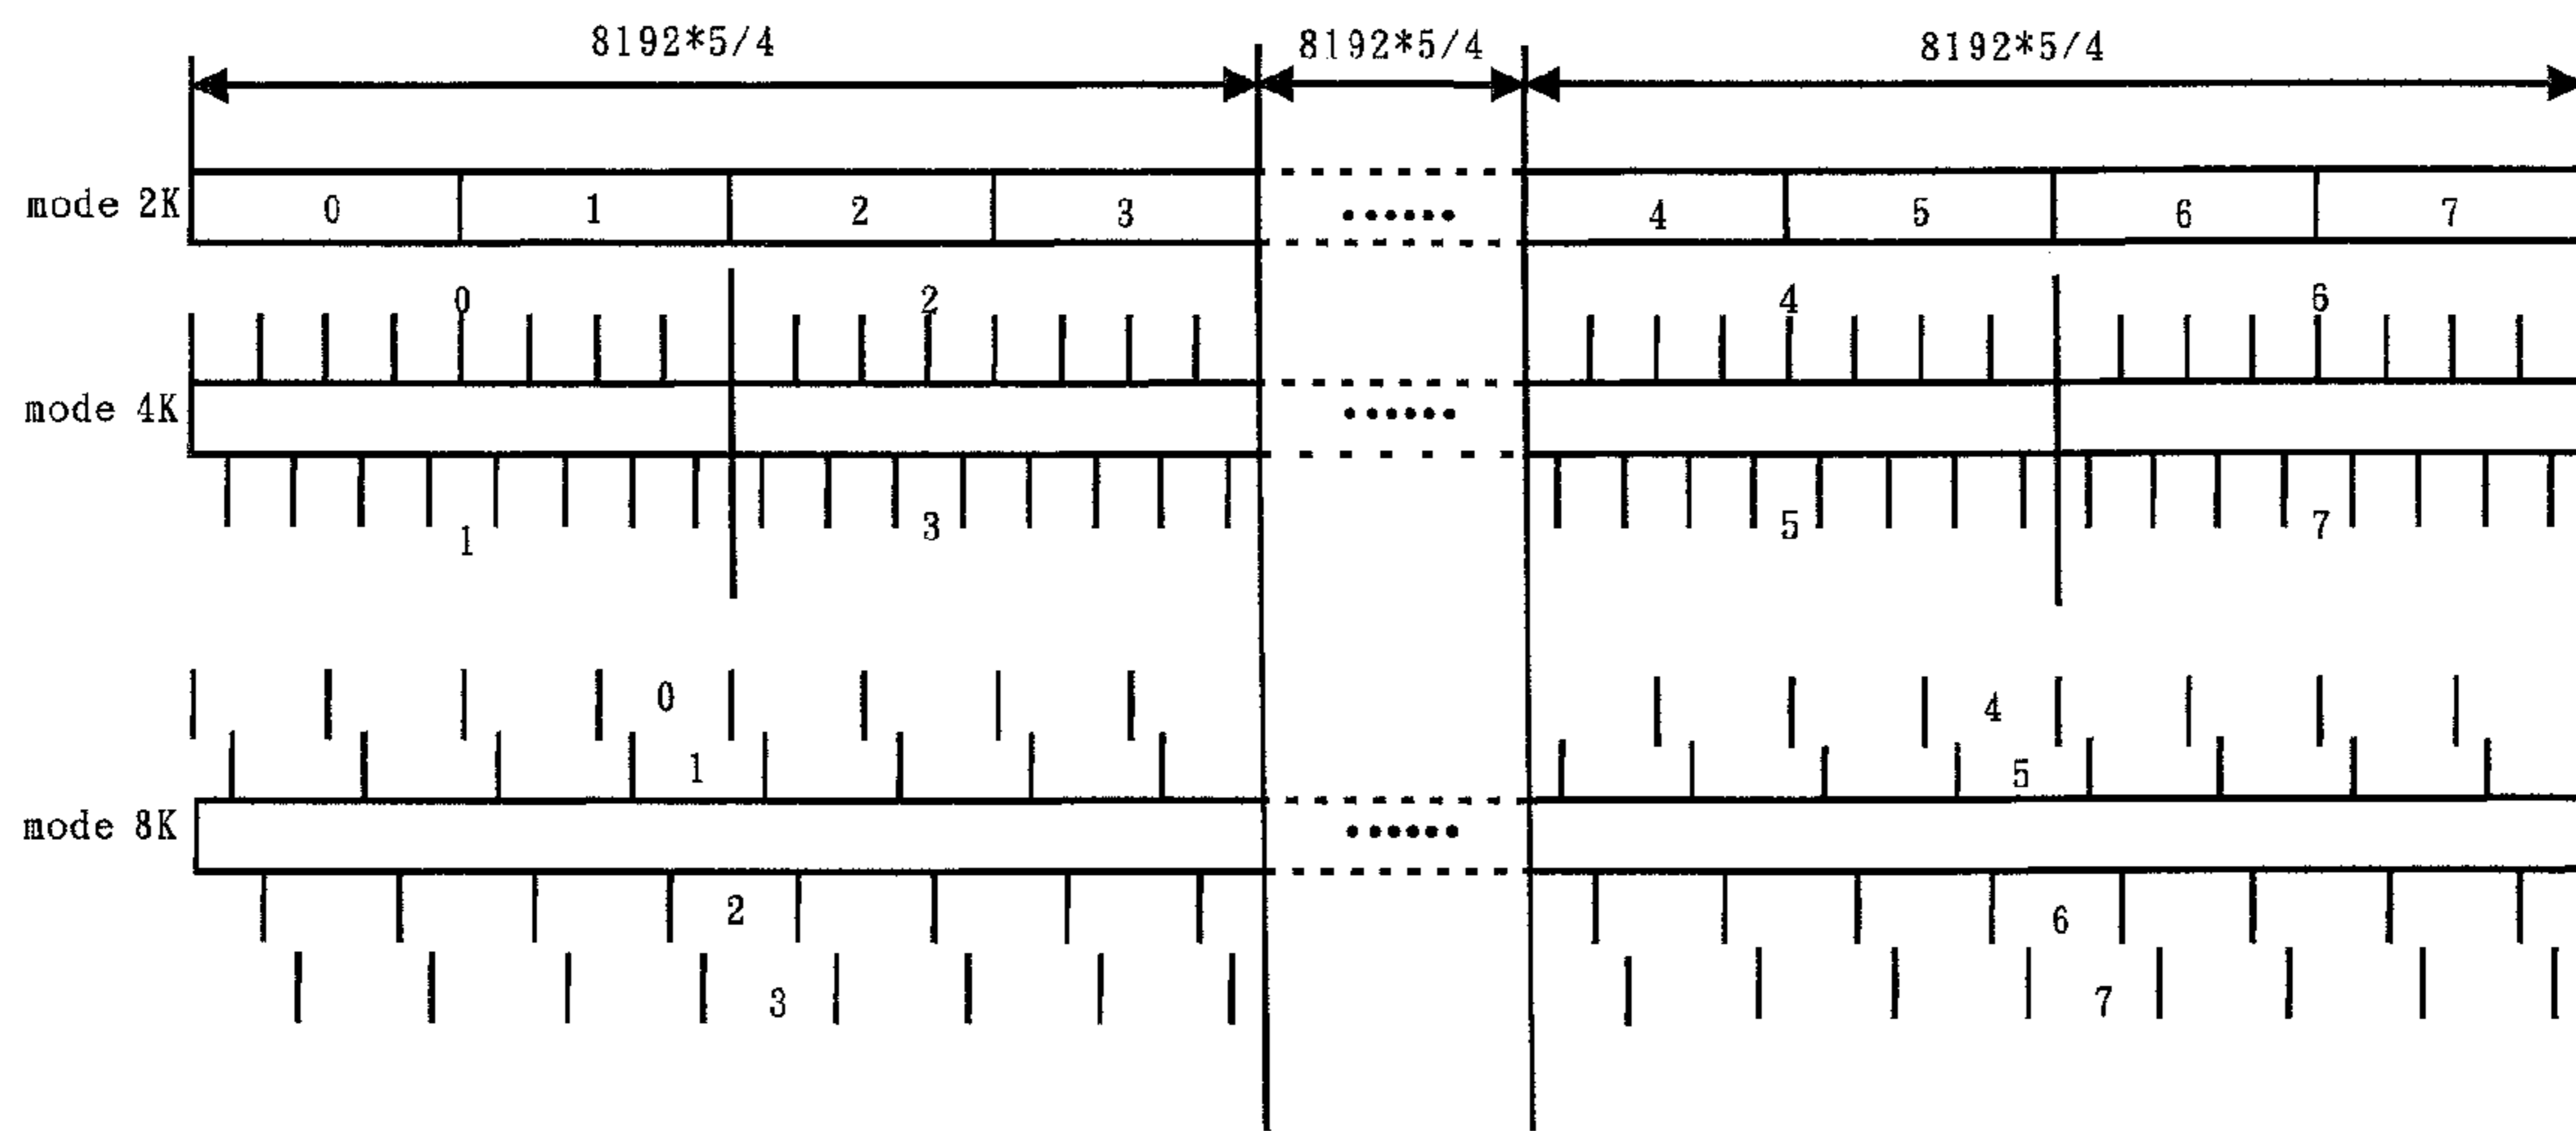 8192*5/4 8192*5/4 8192*5/4
mode 2K 0 1 2 3 ...... 4 5 6 7
0 2 4 6
mode 4K ......
1 3 5 7
0 4
1 5
mode 8K ......
2 6
3 7